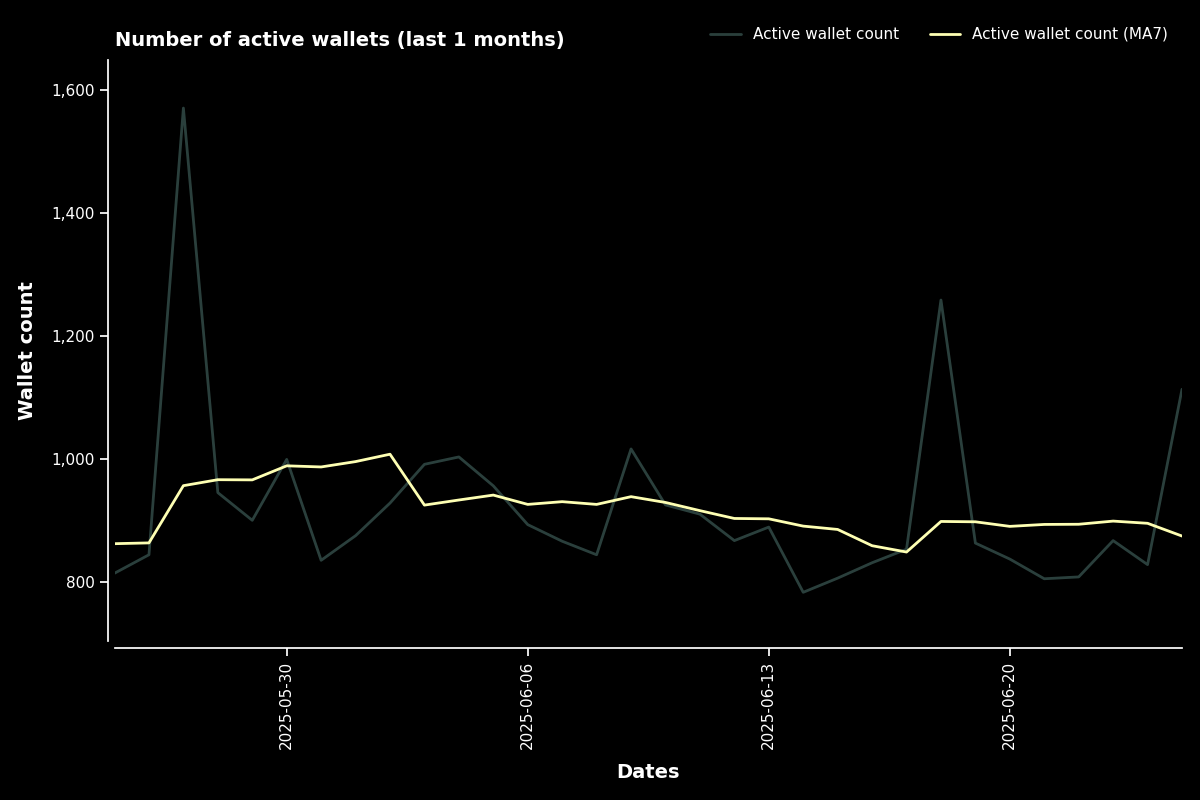 Number of active wallets (last 1 months)
Active wallet count
Active wallet count (MA7)
1,600
1,400
1,200
1,000
800
Wallet count
2025-05-30
2025-06-06
2025-06-13
2025-06-20
Dates